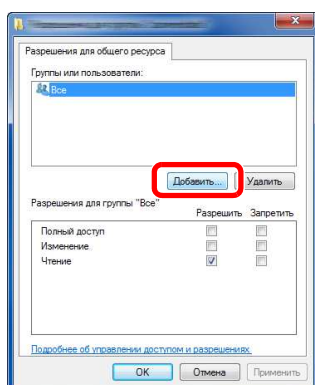 Разрешения для общего ресурса
Группы или пользователи:
Все
Добавить... Удалить
Разрешения для группы "Все"
Разрешить Запретить
Полный доступ
Изменение
Чтение
Подробнее об управлении доступом и разрешениях.
ОК Отмена Применить